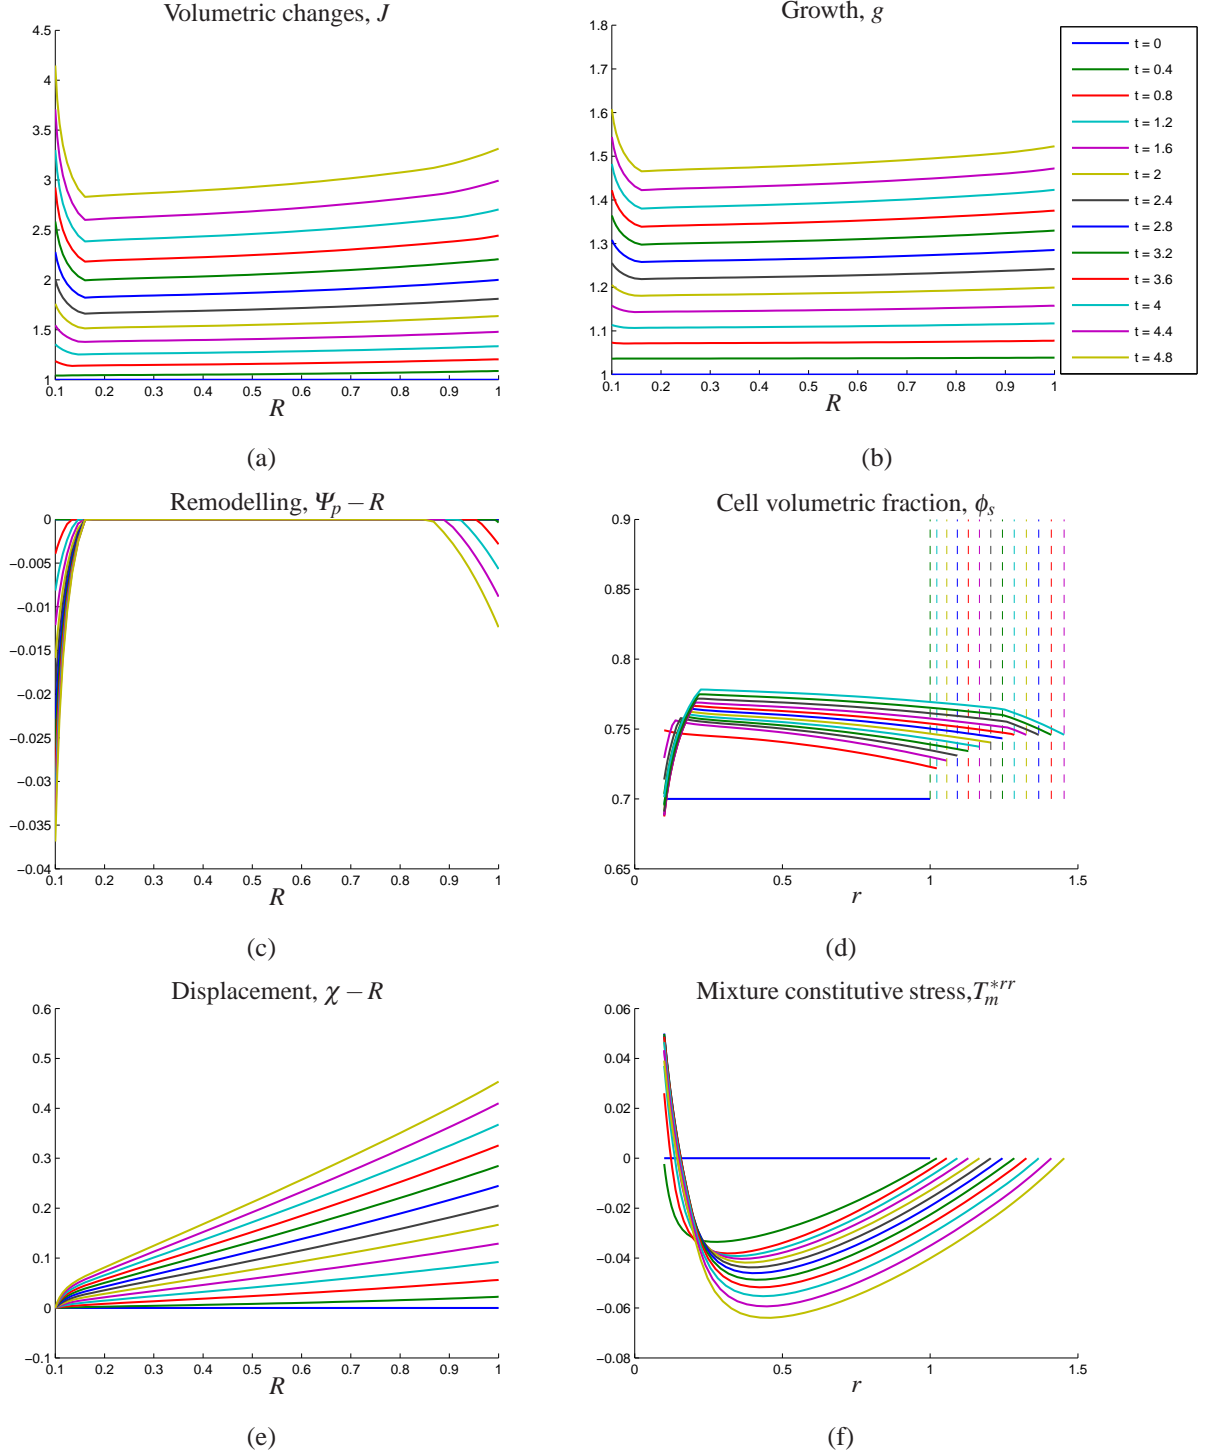 Volumetric changes, J
4.5
4
3.5
3
2.5
2
1.5
1
0.1 0.2 0.3 0.4 0.5 0.6 0.7 0.8 0.9 1
R
(a)
Growth, g
1.8
1.7
1.6
1.5
1.4
1.3
1.2
1.1
1
0.1 0.2 0.3 0.4 0.5 0.6 0.7 0.8 0.9 1
R
t = 0
t = 0.4
t = 0.8
t = 1.2
t = 1.6
t = 2
t = 2.4
t = 2.8
t = 3.2
t = 3.6
t = 4
t = 4.4
t = 4.8
(b)
Remodelling, Ψp − R
0
−0.005
−0.01
−0.015
−0.02
−0.025
−0.03
−0.035
−0.04
0.1 0.2 0.3 0.4 0.5 0.6 0.7 0.8 0.9 1
R
(c)
Cell volumetric fraction, ϕs
0.9
0.85
0.8
0.75
0.7
0.65
0 0.5 1 1.5
r
(d)
Displacement, χ − R
0.6
0.5
0.4
0.3
0.2
0.1
0
−0.1
0.1 0.2 0.3 0.4 0.5 0.6 0.7 0.8 0.9 1
R
(e)
Mixture constitutive stress,Tm*rr
0.06
0.04
0.02
0
−0.02
−0.04
−0.06
−0.08
0 0.5 1 1.5
r
(f)